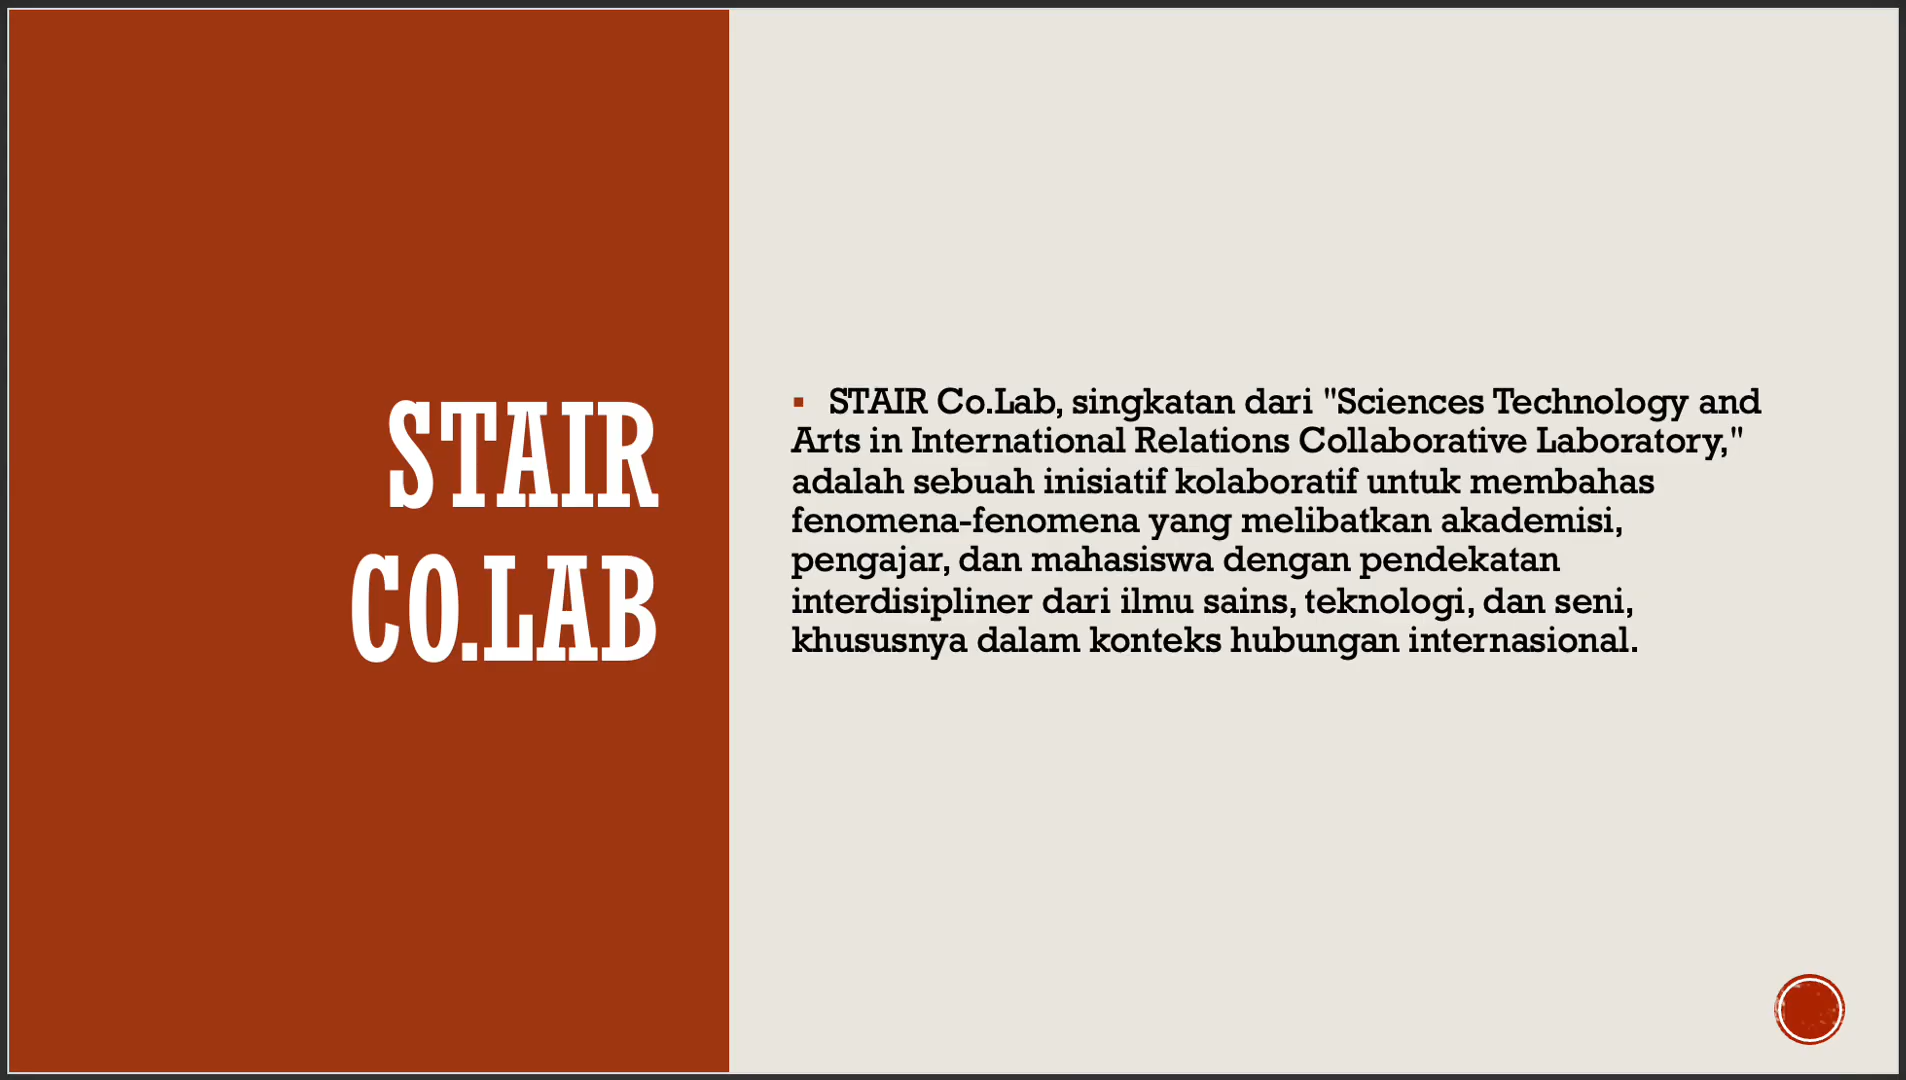 STAIR
CO.LAB
▪ STAIR Co.Lab, singkatan dari "Sciences Technology and
Arts in International Relations Collaborative Laboratory,"
adalah sebuah inisiatif kolaboratif untuk membahas
fenomena-fenomena yang melibatkan akademisi,
pengajar, dan mahasiswa dengan pendekatan
interdisipliner dari ilmu sains, teknologi, dan seni,
khususnya dalam konteks hubungan internasional.